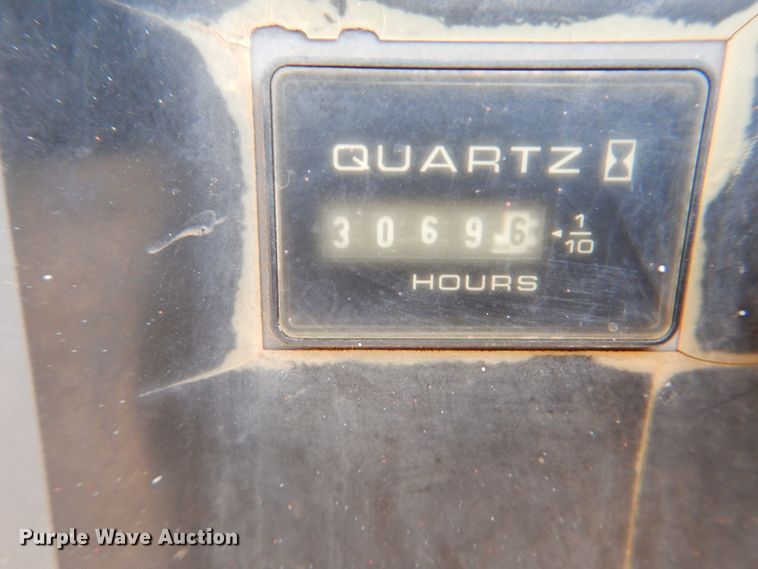 QUARTZ
3 0 6 9 6 1/10
HOURS
Purple Wave Auction